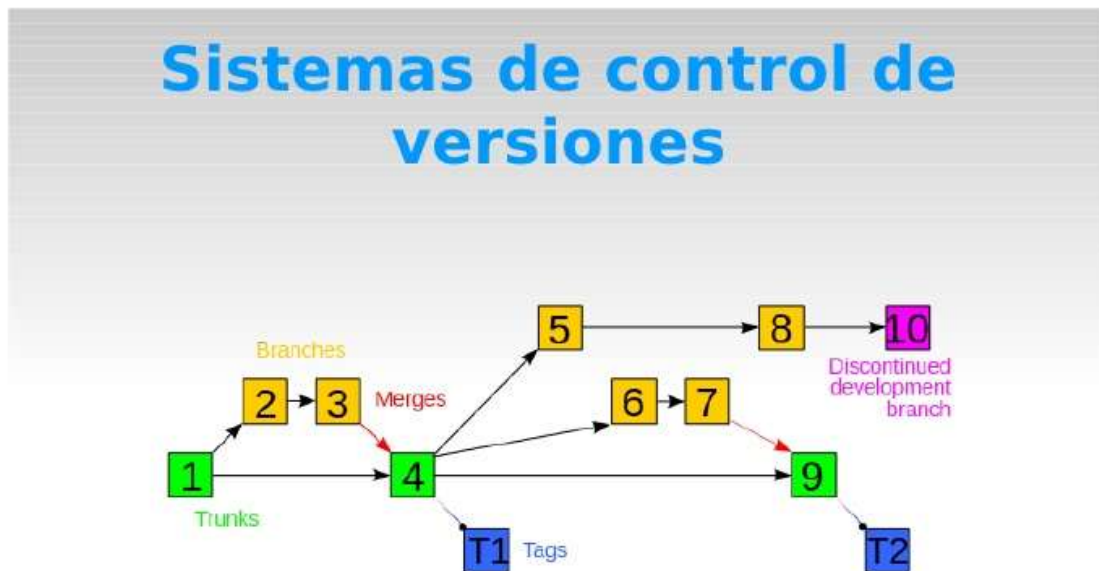 Sistemas de control de
versiones
5
8
10
Branches
Discontinued
development
branch
2
3
Merges
6
7
1
4
9
Trunks
T1
Tags
T2